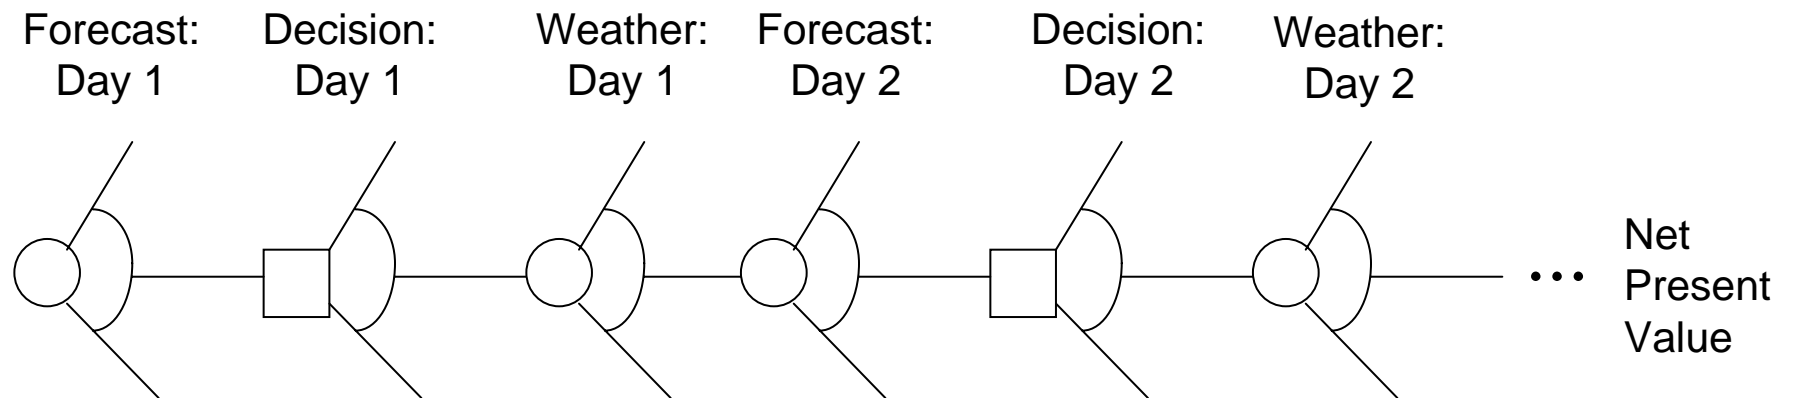 Forecast:
Day 1
Decision:
Day 1
Weather:
Day 1
Forecast:
Day 2
Decision:
Day 2
Weather:
Day 2
Net
Present
Value